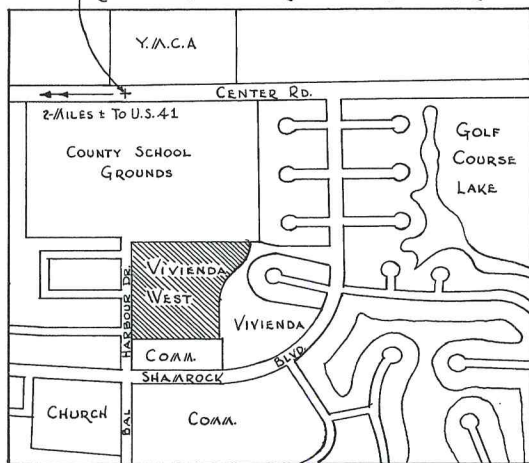 Y.M.C.A
CENTER RD.
2-MILES ± TO U.S. 41
COUNTY SCHOOL
GROUNDS
GOLF
COURSE
LAKE
HARBOUR DR.
VIVIENDA
WEST
VIVIENDA
COMM.
SHAMROCK
BLVD
CHURCH
BAL
COMM.